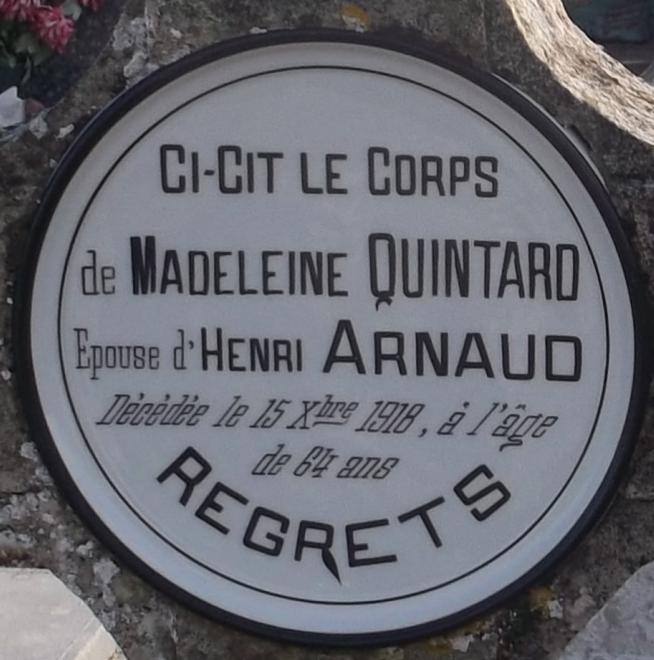 CI-CIT LE CORPS
de MADELEINE QUINTARD
Epouse d'HENRI ARNAUD
Décédée le 15 Xbre 1918, à l'âge
de 64 ans
REGRETS